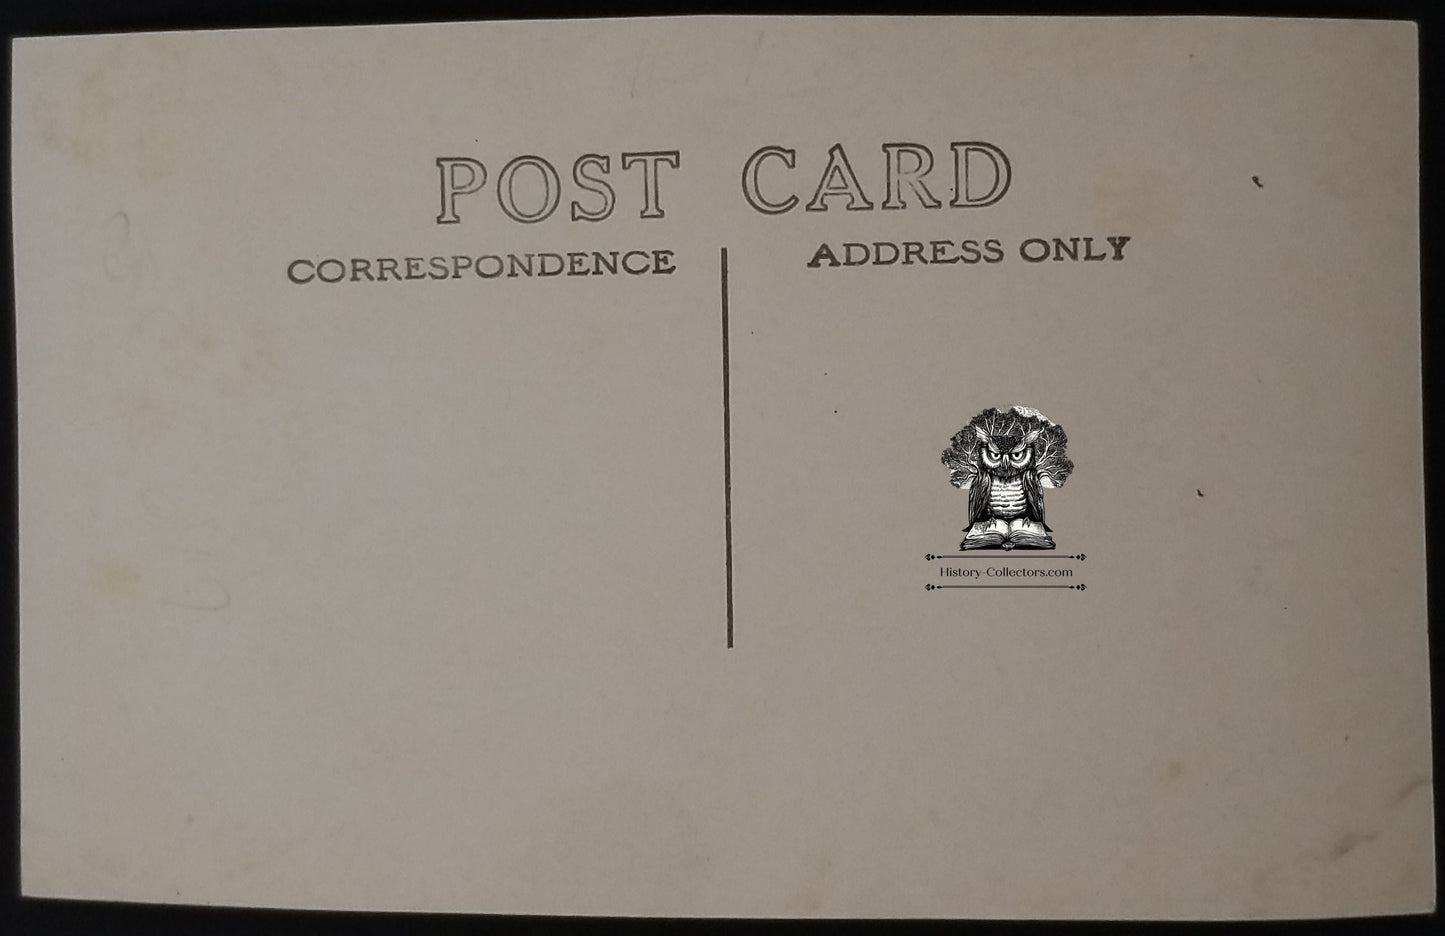 POST CARD
CORRESPONDENCE
ADDRESS ONLY
History-Collectors.com